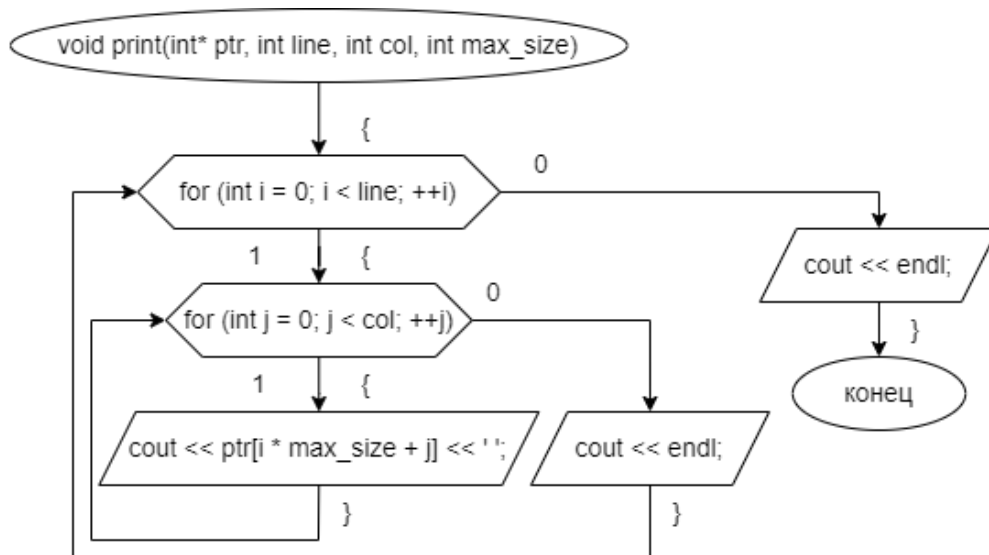 void print(int* ptr, int line, int col, int max_size)
{
for (int i = 0; i < line; ++i)
0
1
{
cout << endl;
for (int j = 0; j < col; ++j)
0
}
1
{
конец
cout << ptr[i * max_size + j] << ' ';
cout << endl;
}
}